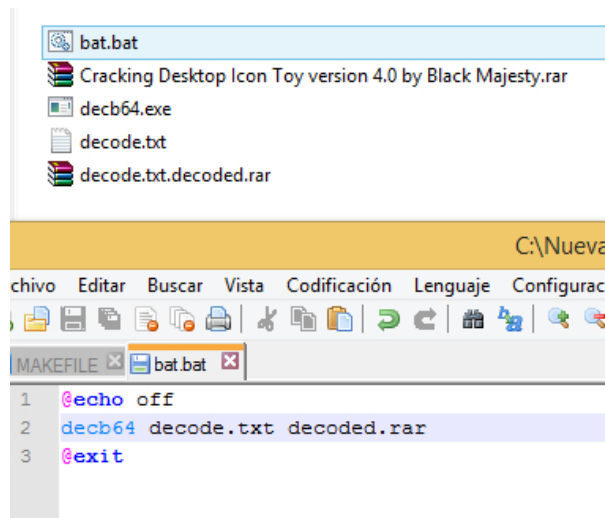 bat.bat
Cracking Desktop Icon Toy version 4.0 by Black Majesty.rar
decb64.exe
decode.txt
decode.txt.decoded.rar
C:\Nueva
chivo Editar Buscar Vista Codificación Lenguaje Configurac
MAKEFILE bat.bat
1 @echo off
2 decb64 decode.txt decoded.rar
3 @exit